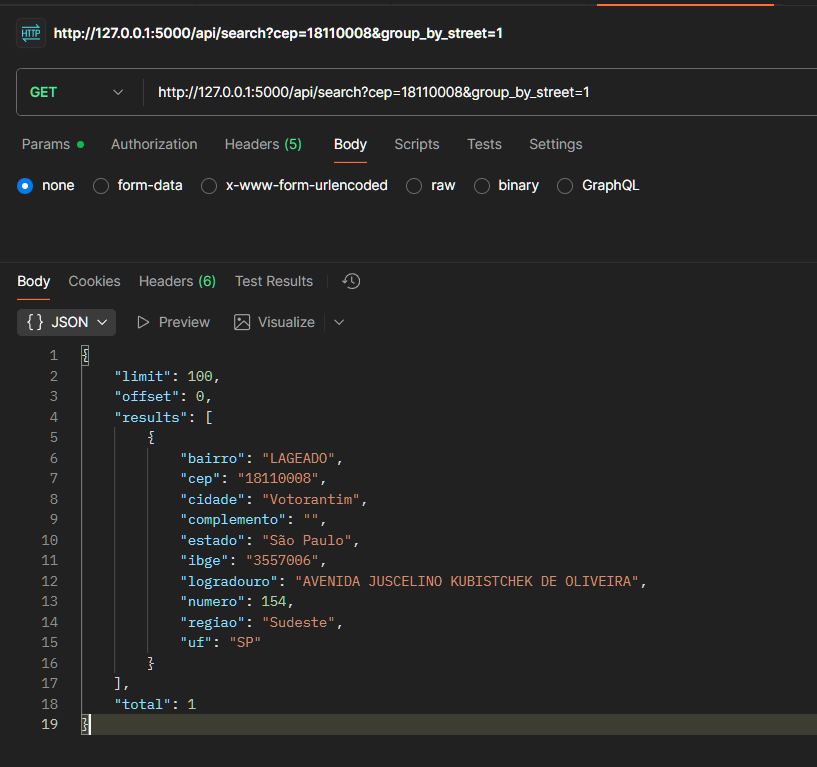 HTTP http://127.0.0.1:5000/api/search?cep=18110008&group_by_street=1
GET http://127.0.0.1:5000/api/search?cep=18110008&group_by_street=1
Params Authorization Headers (5) Body Scripts Tests Settings
none form-data x-www-form-urlencoded raw binary GraphQL
Body Cookies Headers (6) Test Results
{} JSON Preview Visualize
1 {
2 "limit": 100,
3 "offset": 0,
4 "results": [
5 {
6 "bairro": "LAGEADO",
7 "cep": "18110008",
8 "cidade": "Votorantim",
9 "complemento": "",
10 "estado": "São Paulo",
11 "ibge": "3557006",
12 "logradouro": "AVENIDA JUSCELINO KUBISTCHEK DE OLIVEIRA",
13 "numero": 154,
14 "regiao": "Sudeste",
15 "uf": "SP"
16 }
17 ],
18 "total": 1
19 }